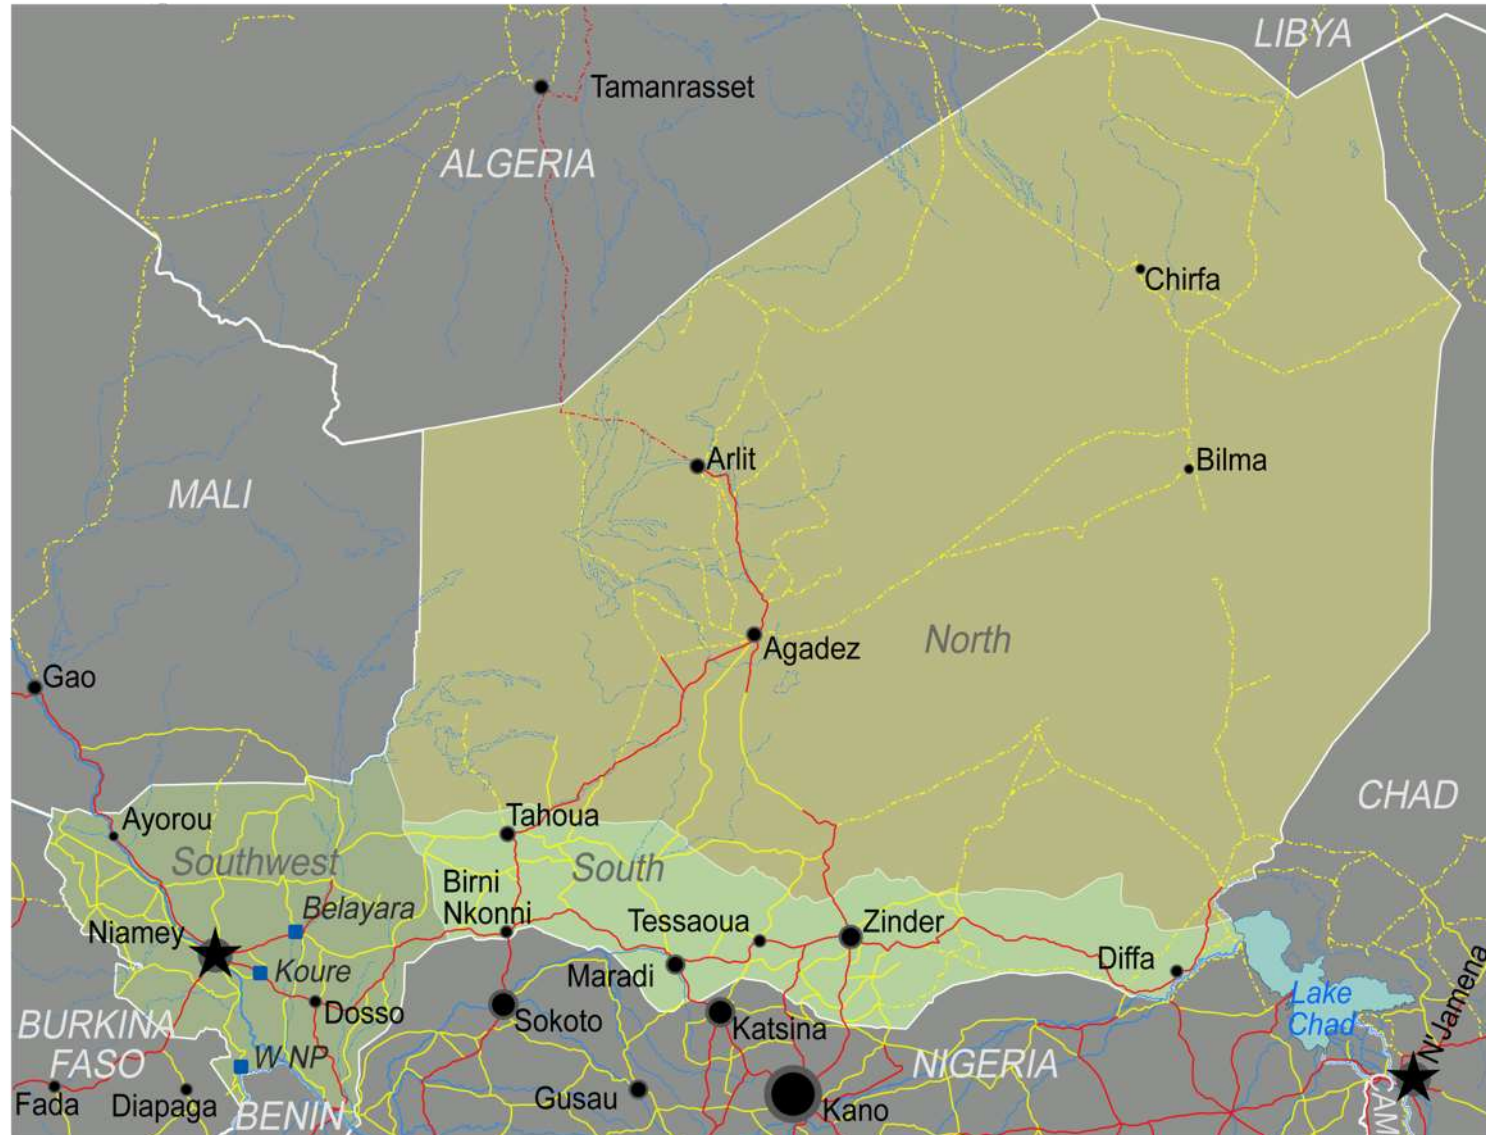 LIBYA
Tamanrasset
ALGERIA
Chirfa
Arlit
Bilma
MALI
North
Agadez
Gao
CHAD
Ayorou
Tahoua
Southwest
South
Birni
Nkonni
Belayara
Tessaoua
Zinder
Niamey
Koure
Maradi
Diffa
Dosso
Sokoto
Katsina
Lake
Chad
N'Jamena
BURKINA
FASO
W NP
NIGERIA
Fada
Diapaga
BENIN
Gusau
Kano
CAM